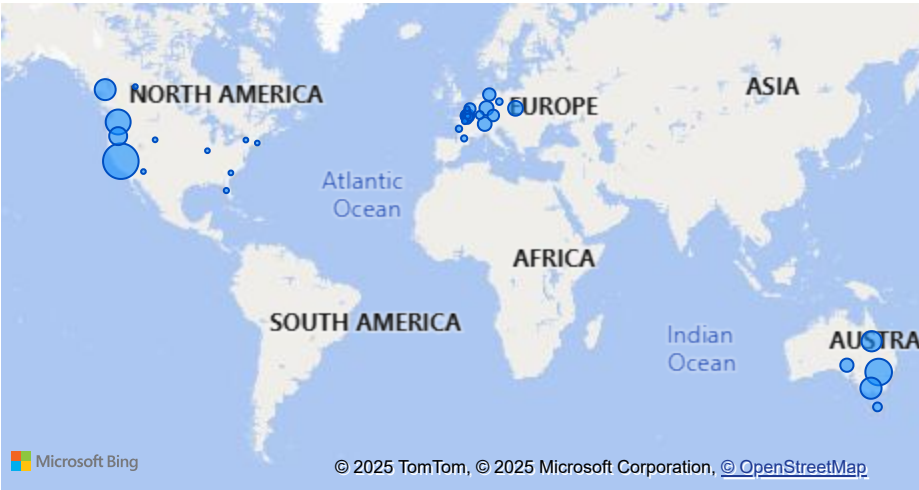 NORTH AMERICA
EUROPE
ASIA
Atlantic
Ocean
AFRICA
SOUTH AMERICA
Indian
Ocean
AUSTRA
Microsoft Bing
© 2025 TomTom, © 2025 Microsoft Corporation, © OpenStreetMap